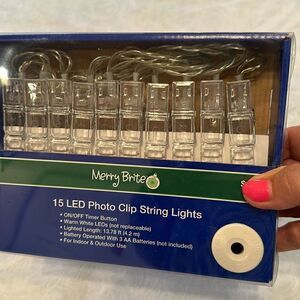 Merry Brite
15 LED Photo Clip String Lights
• ON/OFF Timer Button
• Warm White LEDs (not replaceable)
• Lighted Length: 13.78 ft (4.2 m)
• Battery Operated With 3 AA Batteries (not included)
• For Indoor & Outdoor Use